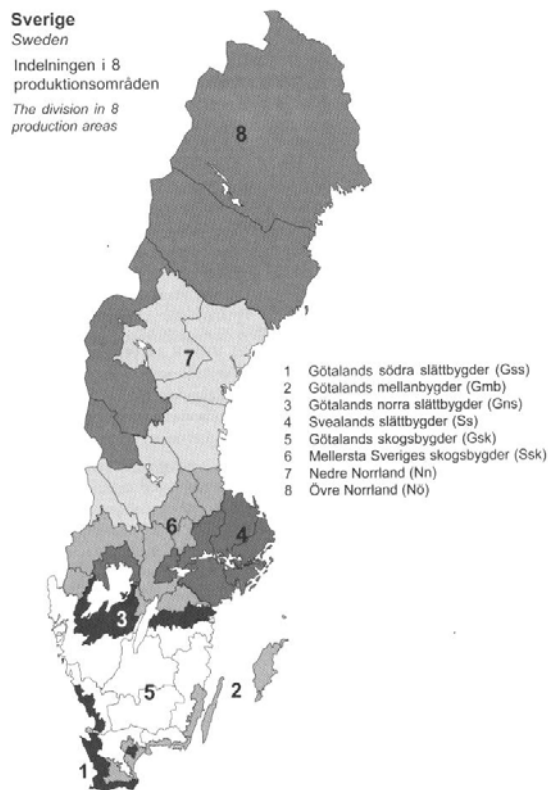 Sverige
Sweden
Indelningen i 8
produktionsområden
The division in 8
production areas
8
7
1 Götalands södra slättbygder (Gss)
2 Götalands mellanbygder (Gmb)
3 Götalands norra slättbygder (Gns)
4 Svealands slättbygder (Ss)
5 Götalands skogsbygder (Gsk)
6 Mellersta Sveriges skogsbygder (Ssk)
7 Nedre Norrland (Nn)
8 Övre Norrland (Nö)
6
4
3
5
2
1